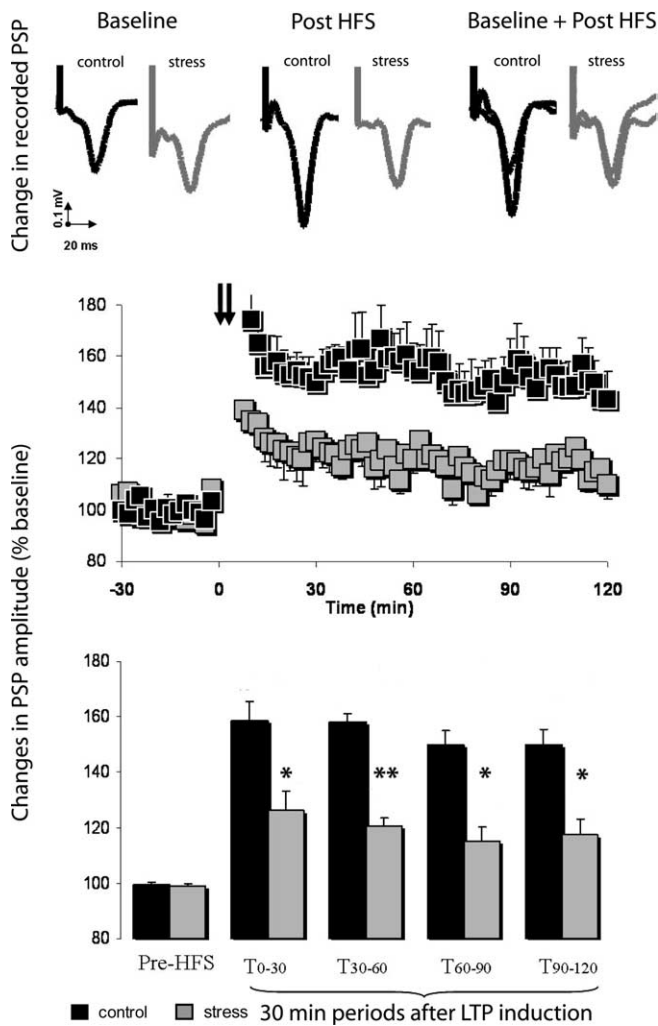 Baseline Post HFS Baseline + Post HFS
control stress control stress control stress
Change in recorded PSP
0.1 mV
20 ms
180
160
140
120
100
80
-30 0 30 60 90 120
Time (min)
Changes in PSP amplitude (% baseline)
180
160
140
120
100
80
* ** * *
Pre-HFS T0-30 T30-60 T60-90 T90-120
control stress 30 min periods after LTP induction